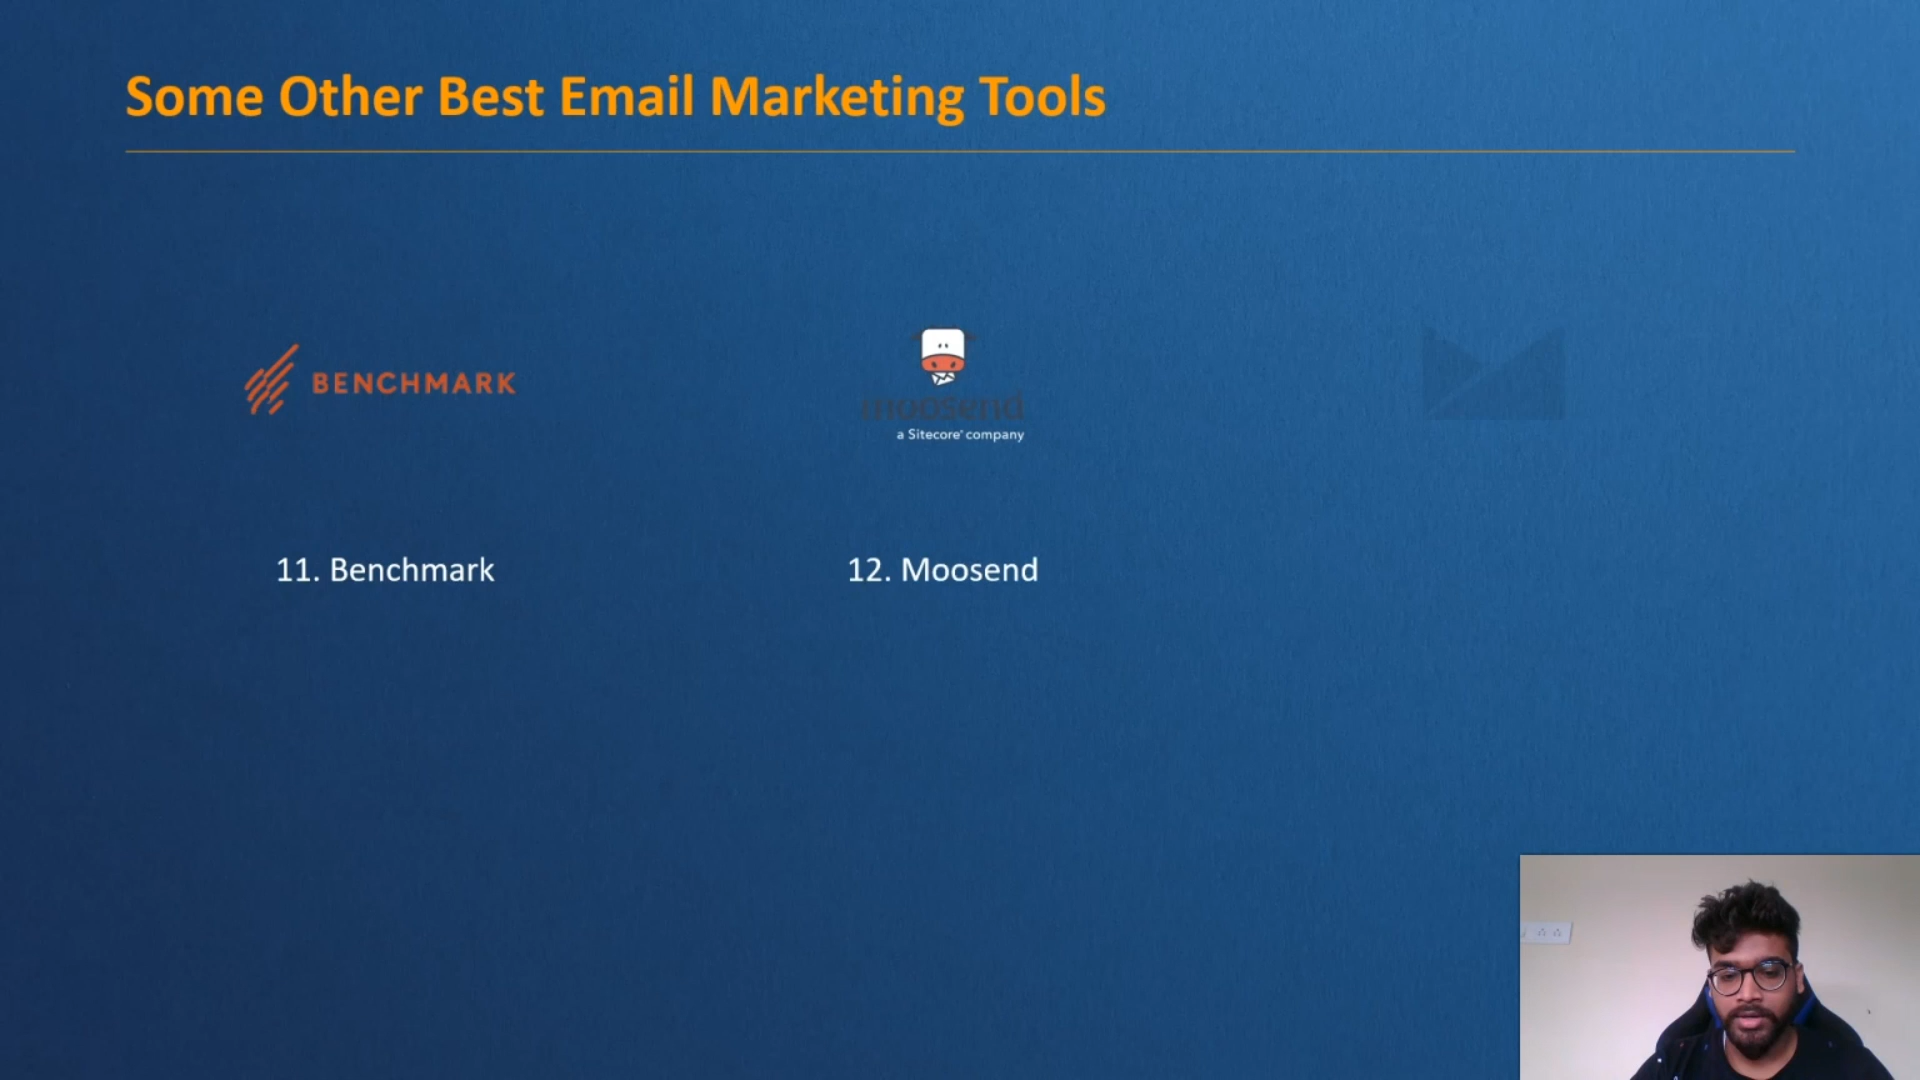 Some Other Best Email Marketing Tools
BENCHMARK
moosend
a Sitecore company
11. Benchmark
12. Moosend